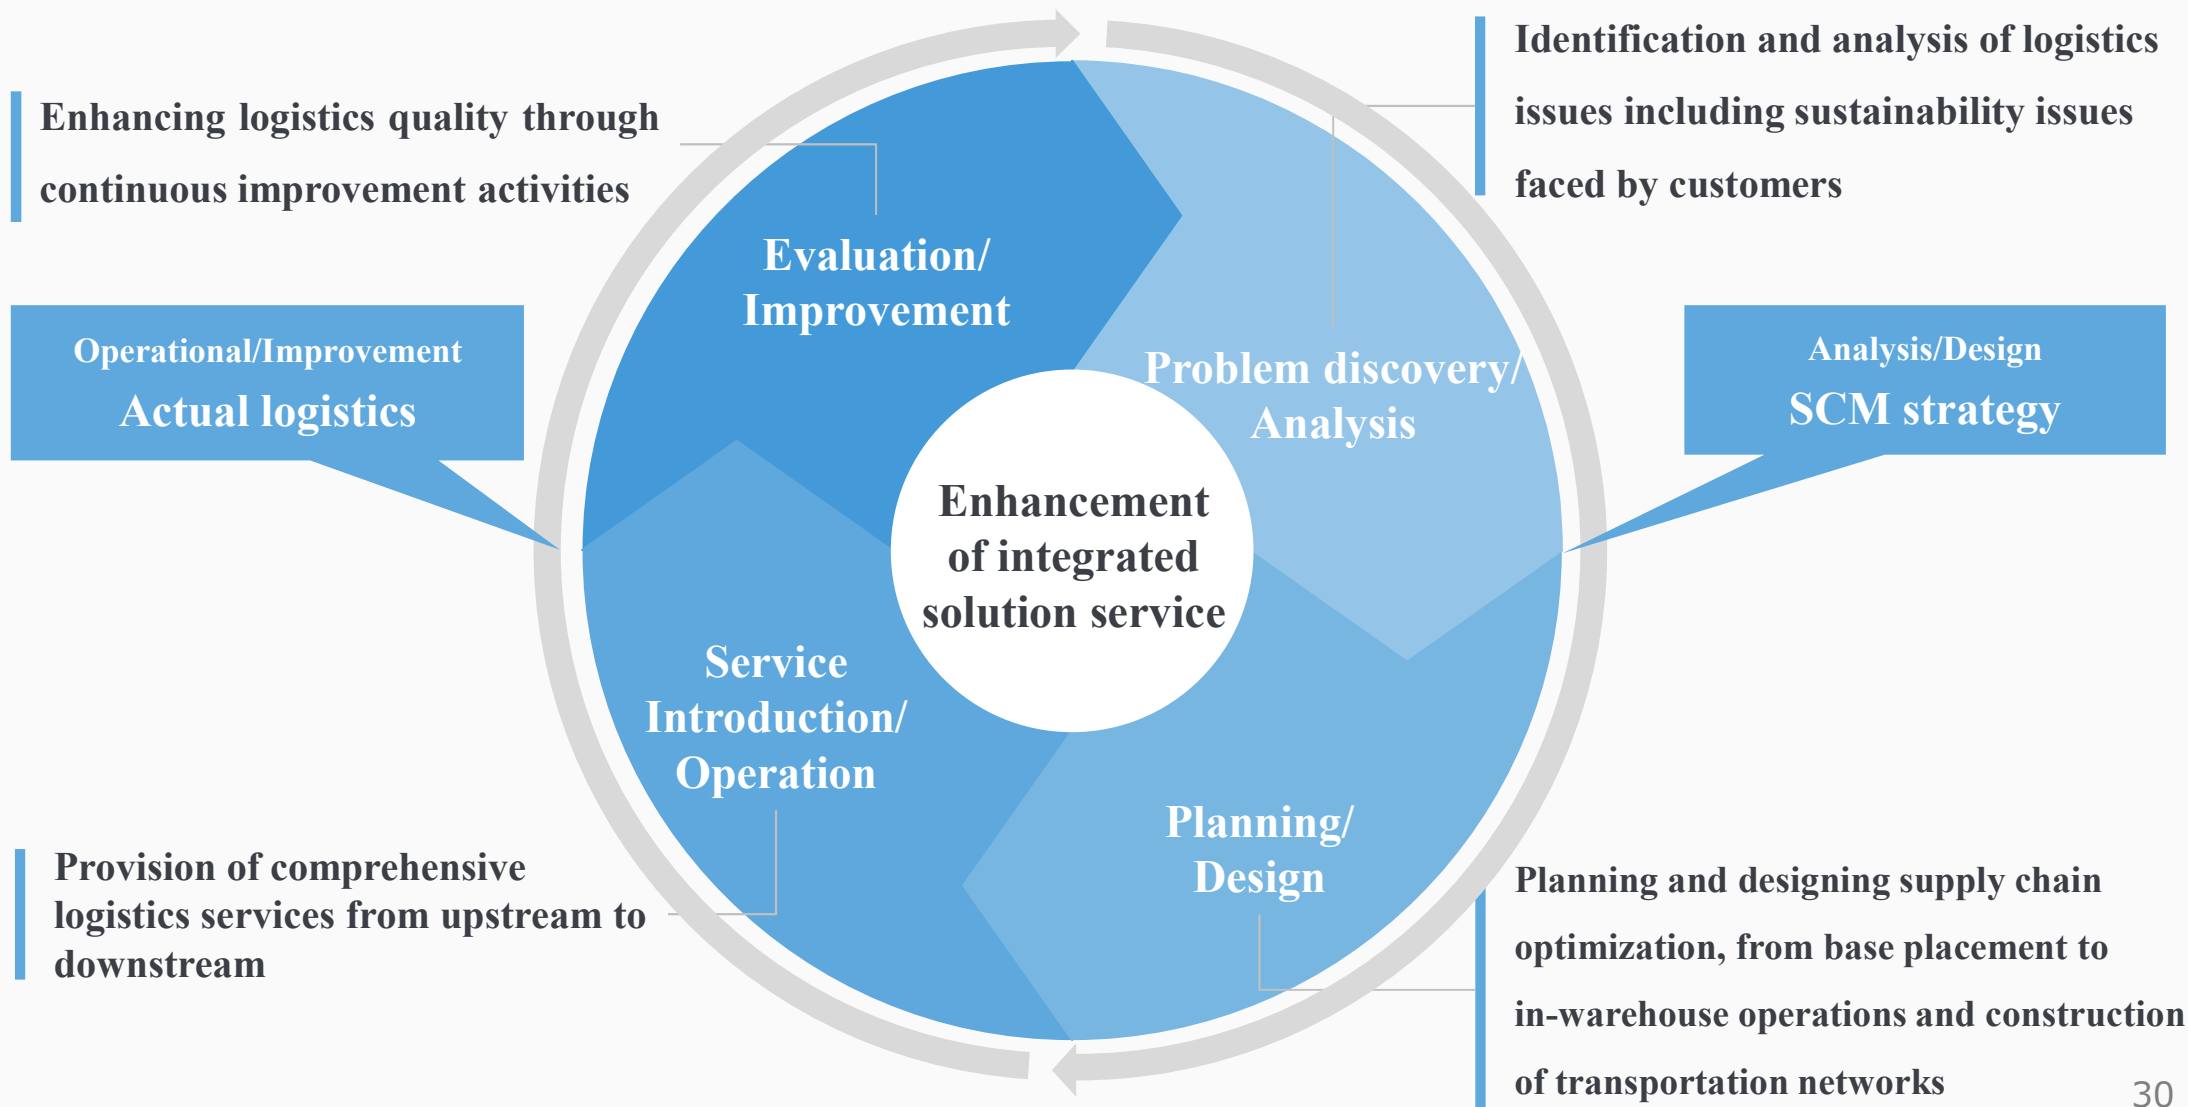 Enhancing logistics quality through
continuous improvement activities
Identification and analysis of logistics
issues including sustainability issues
faced by customers
Evaluation/
Improvement
Operational/Improvement
Actual logistics
Problem discovery/
Analysis
Analysis/Design
SCM strategy
Enhancement
of integrated
solution service
Service
Introduction/
Operation
Planning/
Design
Provision of comprehensive
logistics services from upstream to
downstream
Planning and designing supply chain
optimization, from base placement to
in-warehouse operations and construction
of transportation networks
30